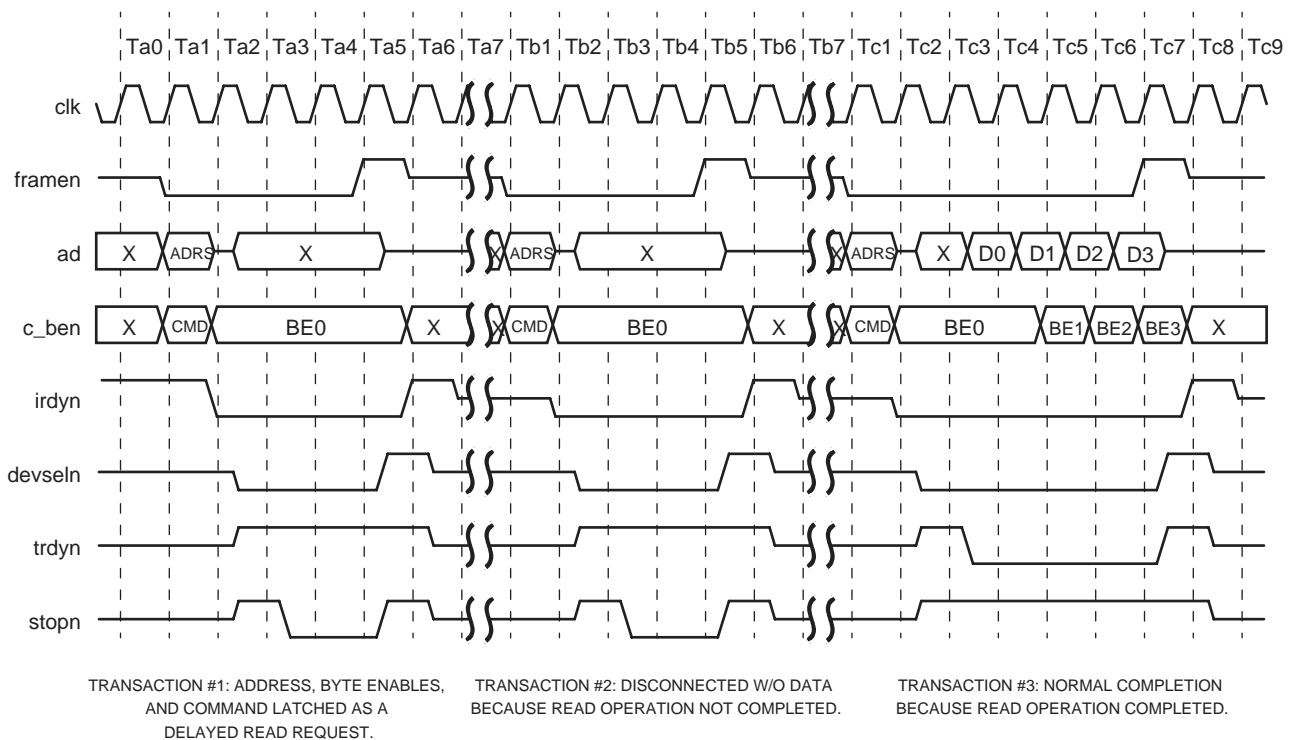 Ta0 Ta1 Ta2 Ta3 Ta4 Ta5 Ta6 Ta7 Tb1 Tb2 Tb3 Tb4 Tb5 Tb6 Tb7 Tc1 Tc2 Tc3 Tc4 Tc5 Tc6 Tc7 Tc8 Tc9
clk
framen
ad X ADRS X X ADRS X X ADRS X D0 D1 D2 D3
c_ben X CMD BE0 X X CMD BE0 X X CMD BE0 BE1 BE2 BE3 X
irdyn
devseln
trdyn
stopn
TRANSACTION #1: ADDRESS, BYTE ENABLES,
AND COMMAND LATCHED AS A
DELAYED READ REQUEST.
TRANSACTION #2: DISCONNECTED W/O DATA
BECAUSE READ OPERATION NOT COMPLETED.
TRANSACTION #3: NORMAL COMPLETION
BECAUSE READ OPERATION COMPLETED.